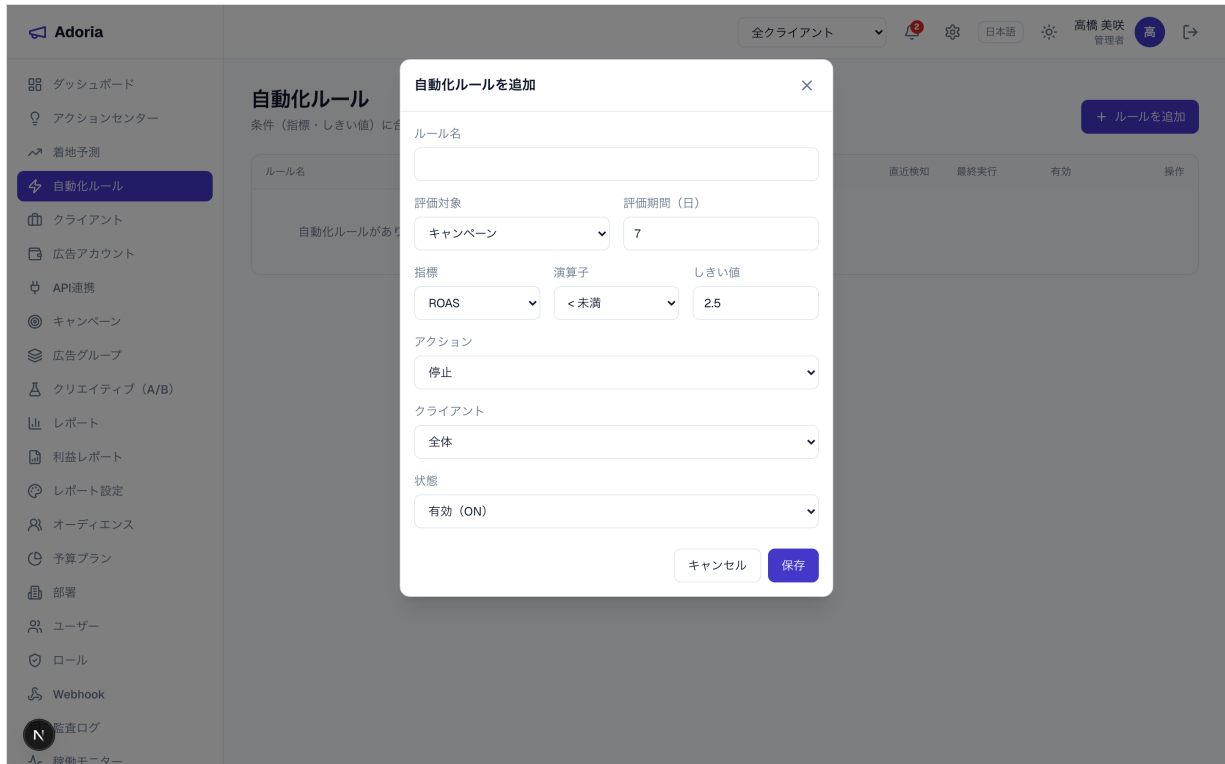 Adoria
全クライアント
2
日本語
高橋 美咲
管理者
高
ダッシュボード
アクションセンター
着地予測
自動化ルール
クライアント
広告アカウント
API連携
キャンペーン
広告グループ
クリエイティブ（A/B）
レポート
利益レポート
レポート設定
オーディエンス
予算プラン
部署
ユーザー
ロール
Webhook
監査ログ
稼働モニター
N
自動化ルール
条件（指標・しきい値）に合
+ ルールを追加
ルール名
直近検知
最終実行
有効
操作
自動化ルールがあり
自動化ルールを追加
ルール名
評価対象
評価期間（日）
キャンペーン
7
指標
演算子
しきい値
ROAS
< 未満
2.5
アクション
停止
クライアント
全体
状態
有効（ON）
キャンセル
保存